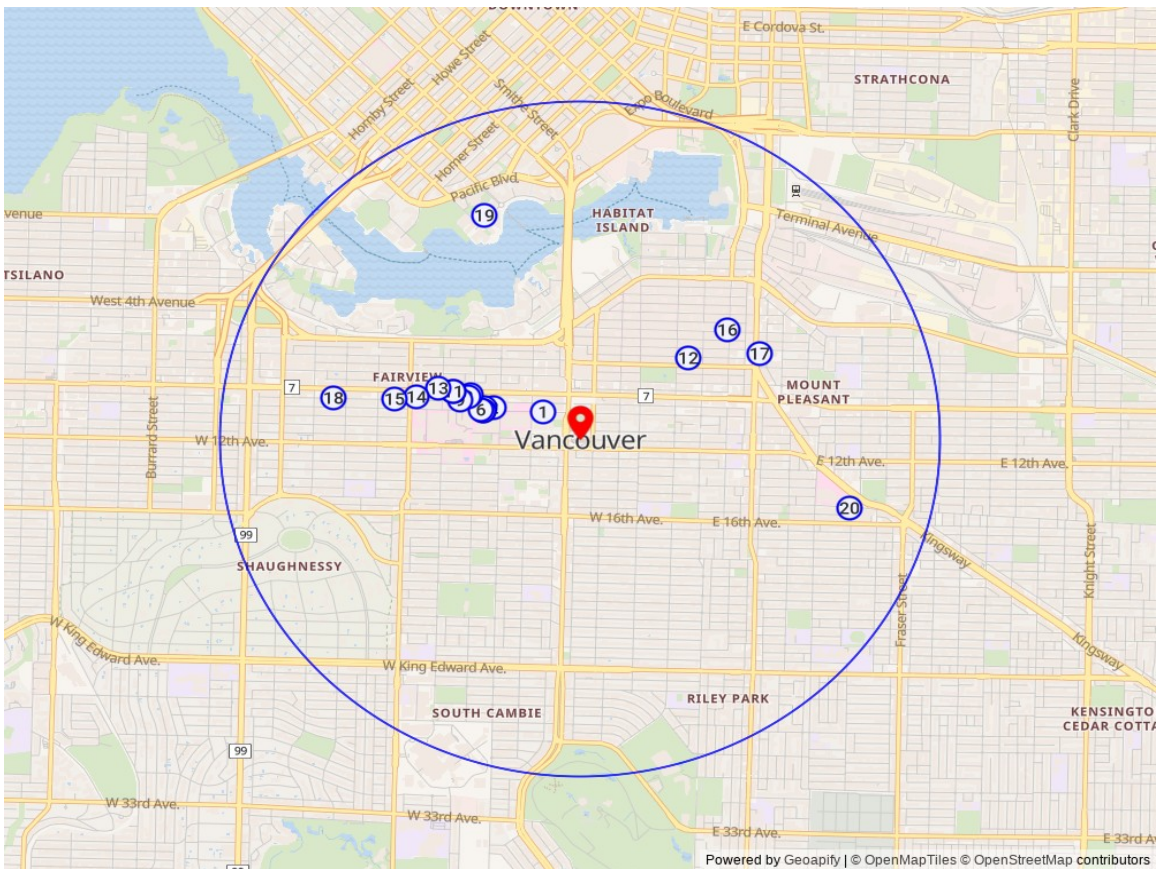 DOWNTOWN
E Cordova St.
Howe Street
STRATHCONA
Clark Drive
Smithe Street
Expo Boulevard
Hornby Street
Homer Street
Pacific Blvd.
19
HABITAT
ISLAND
Terminal Avenue
venue
TSILANO
West 4th Avenue
16
17
12
FAIRVIEW
7
13
1
18
15
14
6
1
7
MOUNT
PLEASANT
Burrard Street
W 12th Ave.
Vancouver
E 12th Ave.
E 12th Ave.
20
W 16th Ave.
E 16th Ave.
99
Kingsway
Knight Street
SHAUGHNESSY
Fraser Street
W King Edward Ave.
W King Edward Ave.
Kingsway
RILEY PARK
SOUTH CAMBIE
KENSINGTO
CEDAR COTTA
99
W 33rd Ave.
W 33rd Ave.
E 33rd Ave.
E 33rd Ave
Powered by Geoapify | © OpenMapTiles © OpenStreetMap contributors